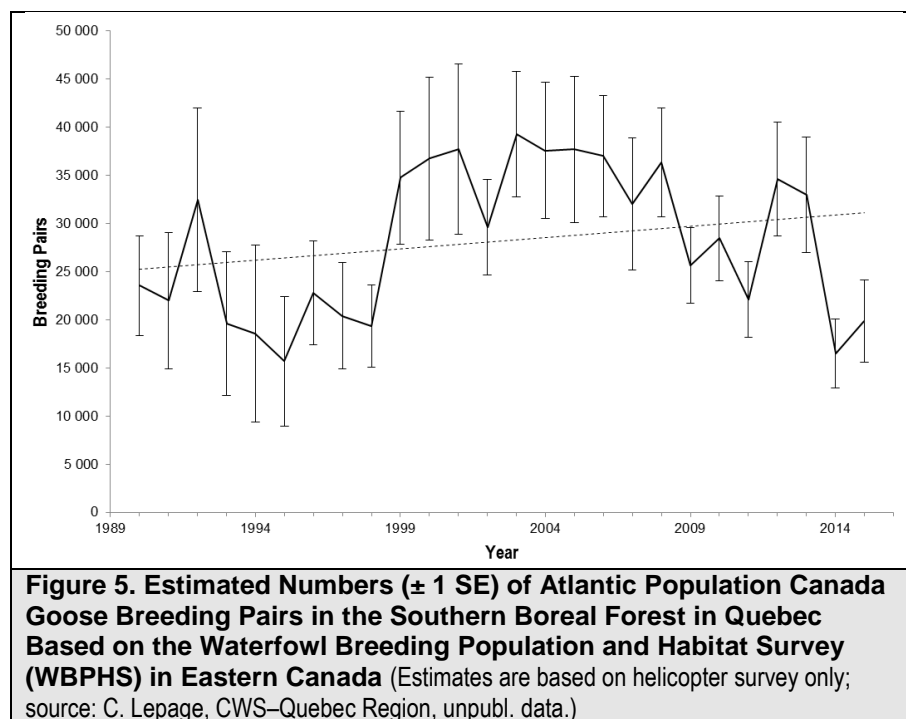 50 000
45 000
40 000
35 000
30 000
25 000
20 000
15 000
10 000
5 000
0
Breeding Pairs
1989
1994
1999
2004
2009
2014
Year
Figure 5. Estimated Numbers (± 1 SE) of Atlantic Population Canada
Goose Breeding Pairs in the Southern Boreal Forest in Quebec
Based on the Waterfowl Breeding Population and Habitat Survey
(WBPHS) in Eastern Canada (Estimates are based on helicopter survey only;
source: C. Lepage, CWS–Quebec Region, unpubl. data.)